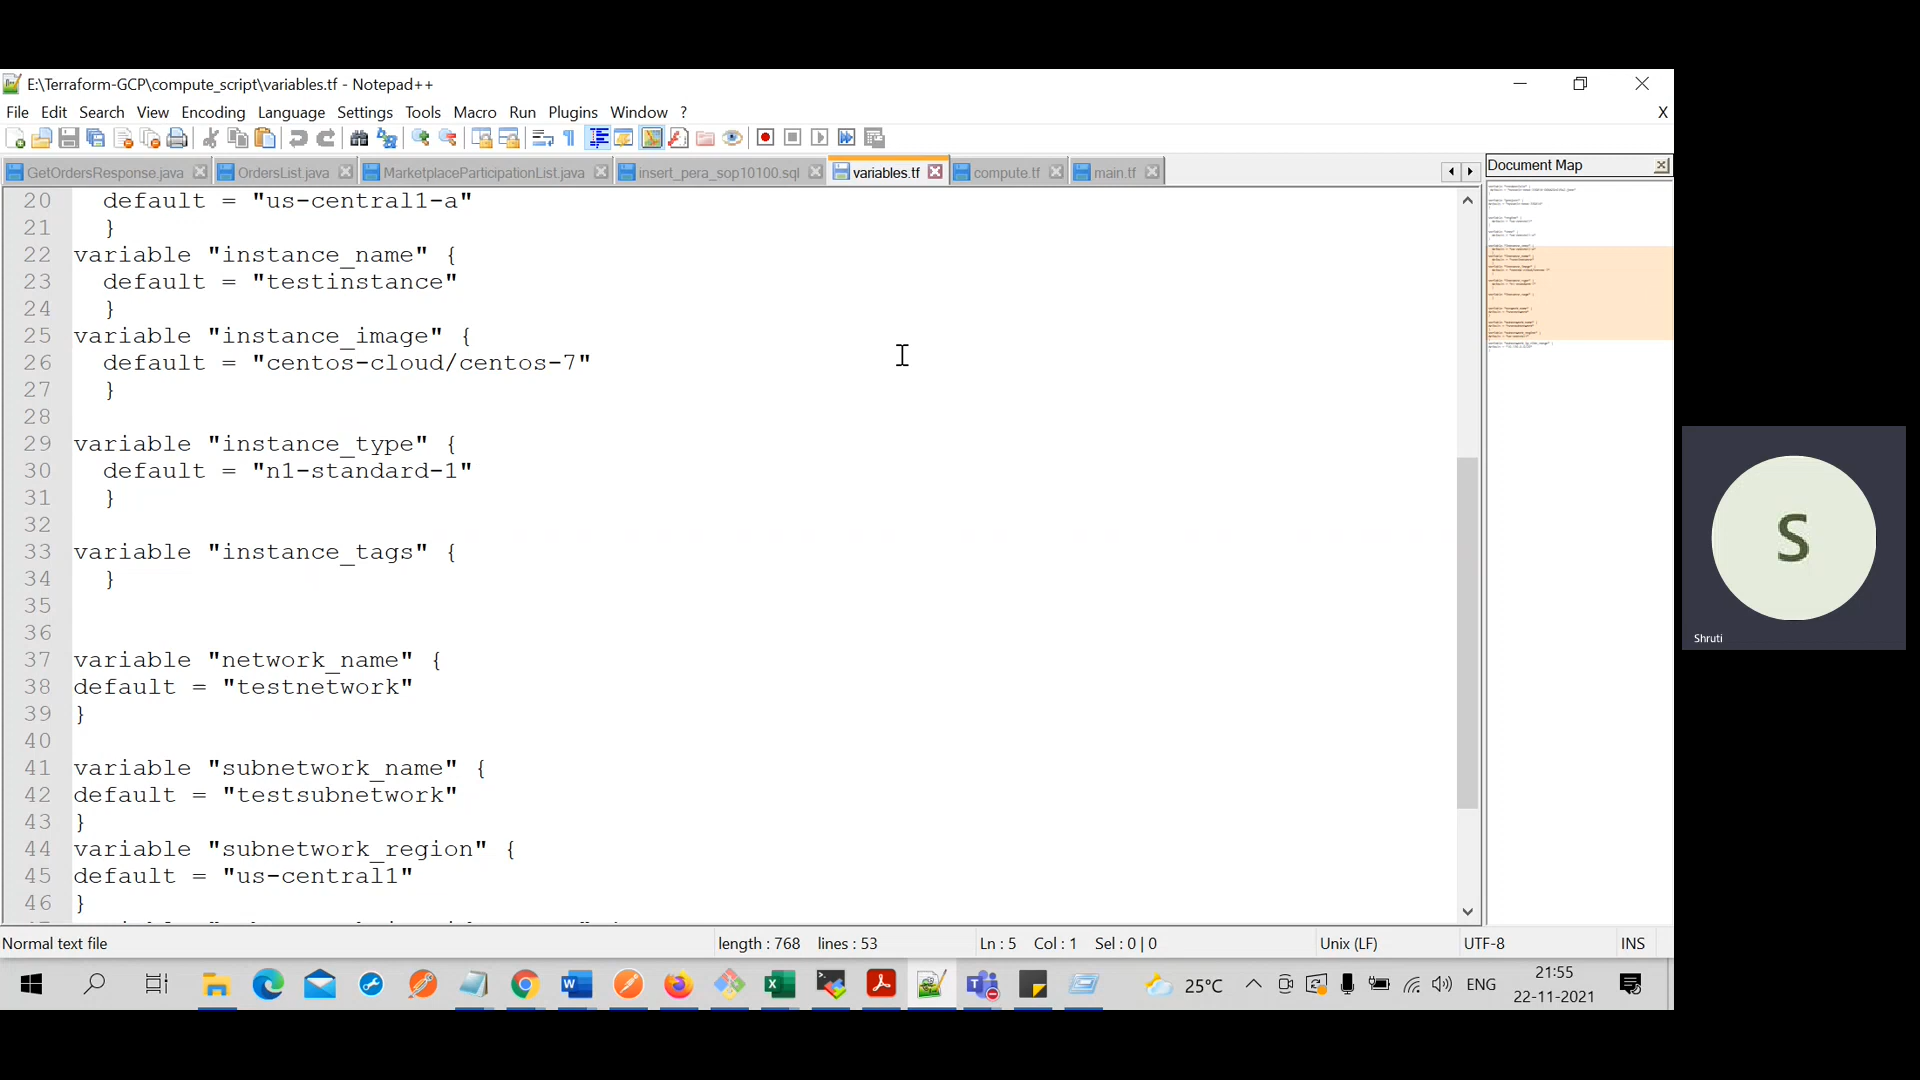 E:\Terraform-GCP\compute_script\variables.tf - Notepad++
File Edit Search View Encoding Language Settings Tools Macro Run Plugins Window ? X
GetOrdersResponse.java OrdersList.java MarketplaceParticipationList.java insert_pera_sop10100.sql variables.tf compute.tf main.tf
Document Map
20 default = "us-central1-a"
21 }
22 variable "instance_name" {
23 default = "testinstance"
24 }
25 variable "instance_image" {
26 default = "centos-cloud/centos-7"
27 }
28
29 variable "instance_type" {
30 default = "n1-standard-1"
31 }
32
33 variable "instance_tags" {
34 }
35
36
37 variable "network_name" {
38 default = "testnetwork"
39 }
40
41 variable "subnetwork_name" {
42 default = "testsubnetwork"
43 }
44 variable "subnetwork_region" {
45 default = "us-central1"
46 }
Normal text file length : 768 lines : 53 Ln : 5 Col : 1 Sel : 0 | 0 Unix (LF) UTF-8 INS
25°C ENG 21:55
22-11-2021
S
Shruti